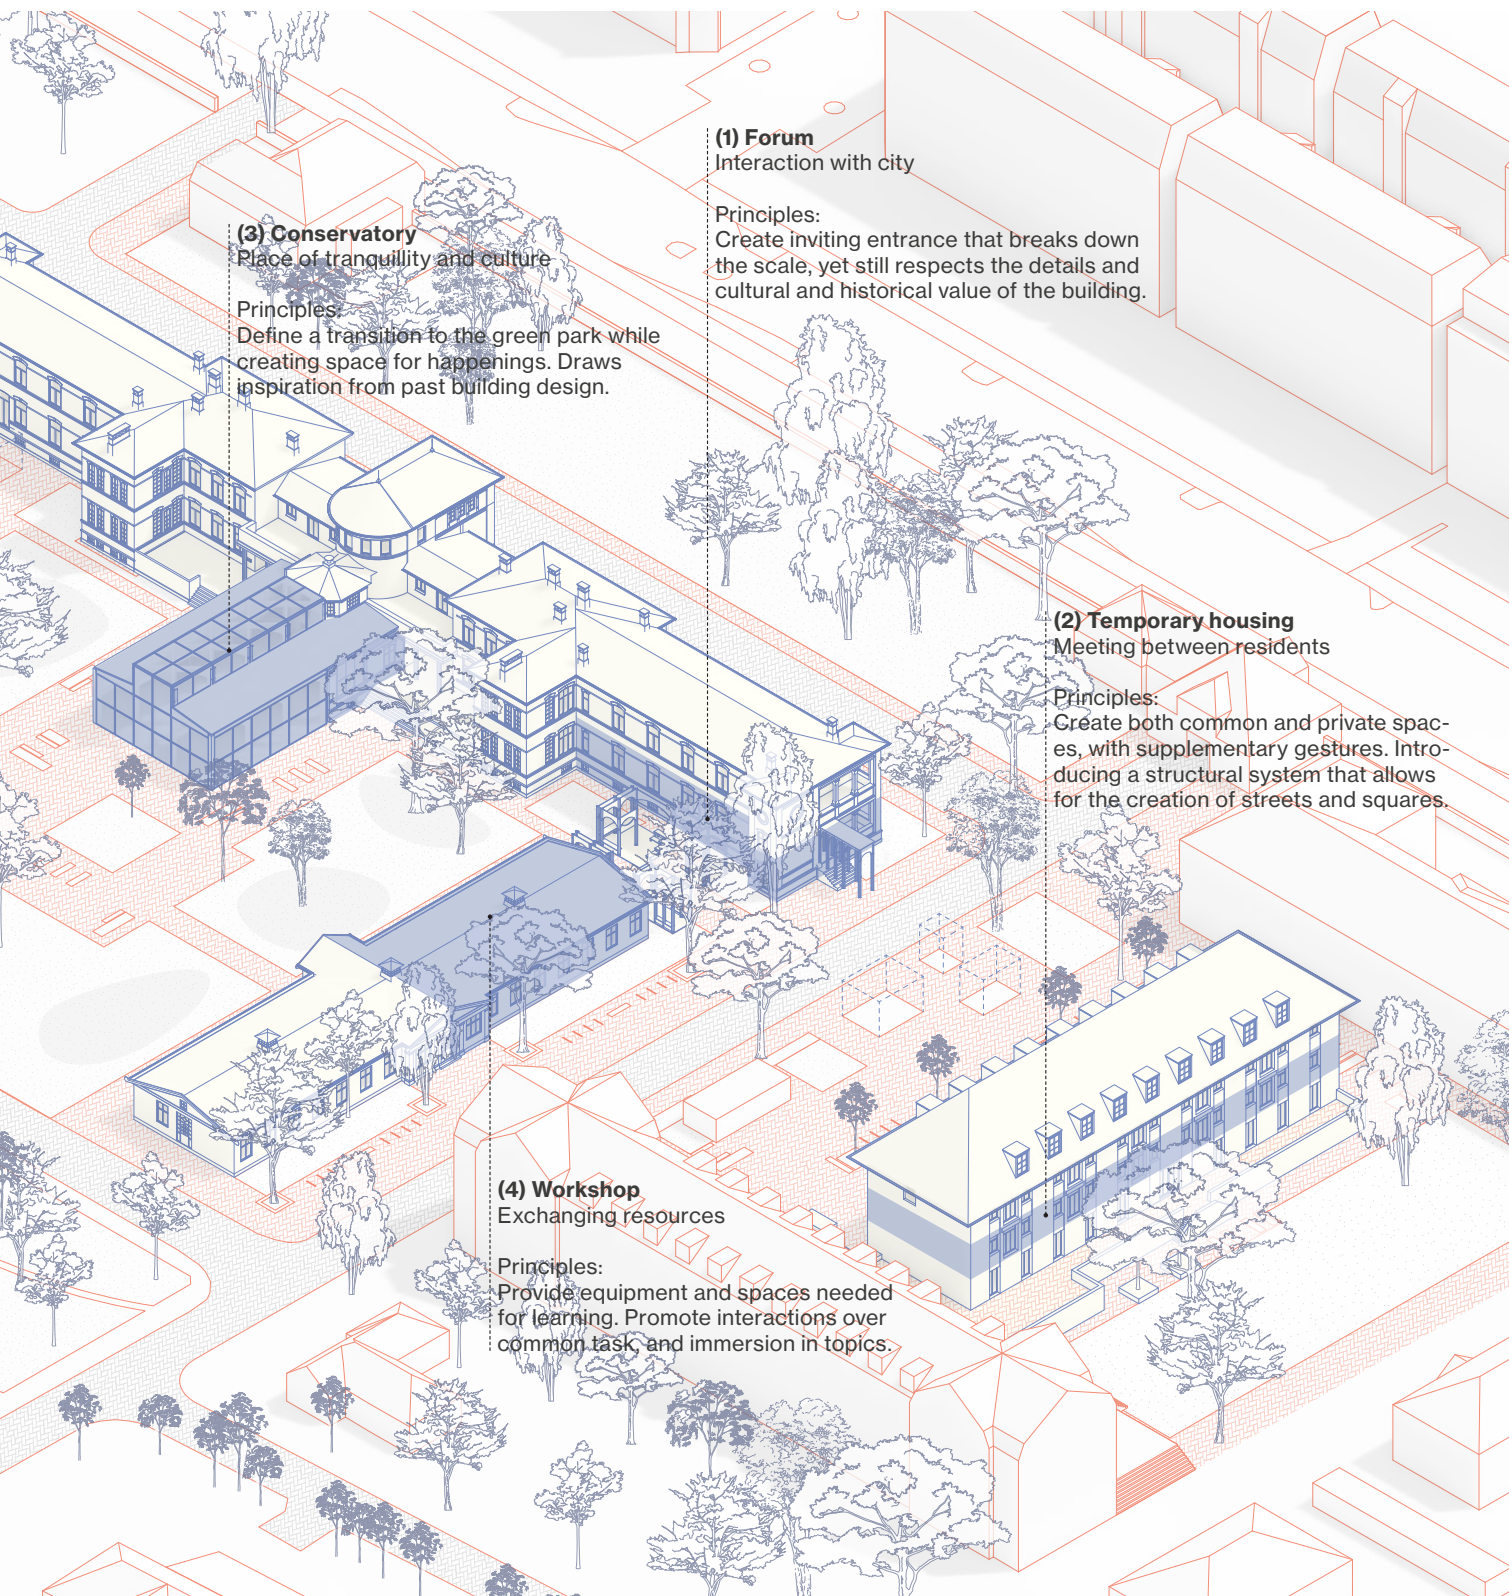 (1) Forum
Interaction with city
Principles:
Create inviting entrance that breaks down
the scale, yet still respects the details and
cultural and historical value of the building.
(3) Conservatory
Place of tranquillity and culture
Principles:
Define a transition to the green park while
creating space for happenings. Draws
inspiration from past building design.
(2) Temporary housing
Meeting between residents
Principles:
Create both common and private spac-
es, with supplementary gestures. Intro-
ducing a structural system that allows
for the creation of streets and squares.
(4) Workshop
Exchanging resources
Principles:
Provide equipment and spaces needed
for learning. Promote interactions over
common task, and immersion in topics.